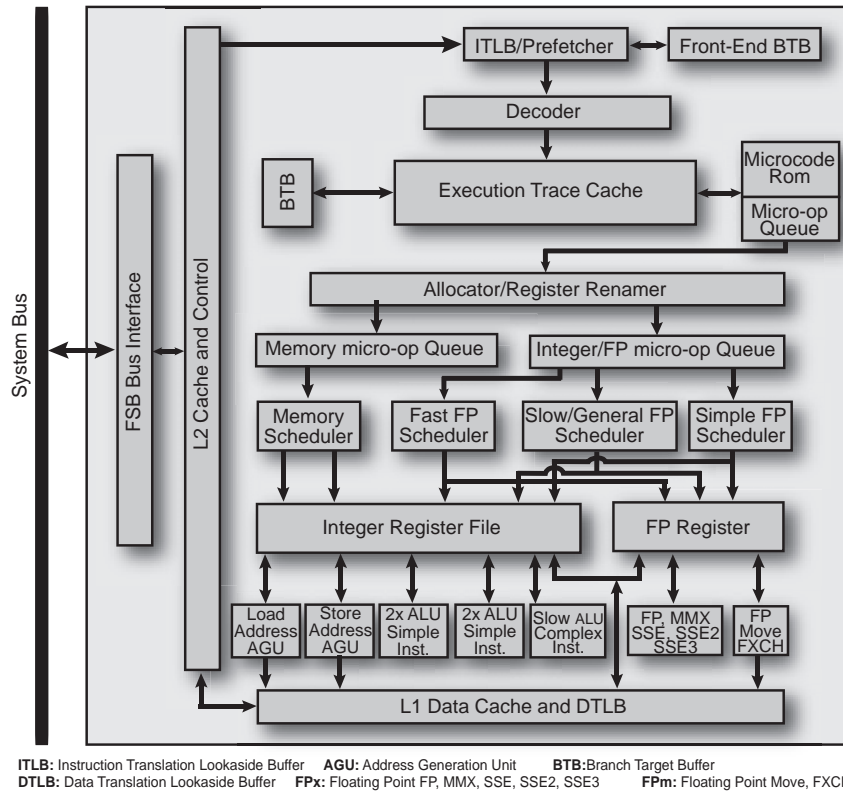 ITLB/Prefetcher
Front-End BTB
Decoder
BTB
Execution Trace Cache
Microcode
Rom
Micro-op
Queue
System Bus
FSB Bus Interface
L2 Cache and Control
Allocator/Register Renamer
Memory micro-op Queue
Integer/FP micro-op Queue
Memory
Scheduler
Fast FP
Scheduler
Slow/General FP
Scheduler
Simple FP
Scheduler
Integer Register File
FP Register
Load
Address
AGU
Store
Address
AGU
2x ALU
Simple
Inst.
2x ALU
Simple
Inst.
Slow ALU
Complex
Inst.
FP, MMX
SSE, SSE2
SSE3
FP
Move
FXCH
L1 Data Cache and DTLB
ITLB: Instruction Translation Lookaside Buffer AGU: Address Generation Unit BTB:Branch Target Buffer
DTLB: Data Translation Lookaside Buffer FPx: Floating Point FP, MMX, SSE, SSE2, SSE3 FPm: Floating Point Move,